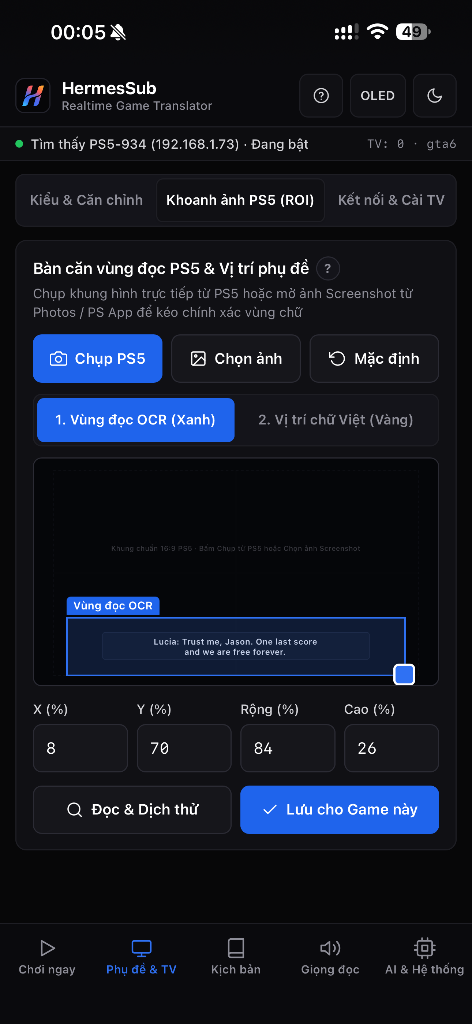 00:05
49
HermesSub
Realtime Game Translator
OLED
Tìm thấy PS5-934 (192.168.1.73) · Đang bật
TV: 0 · gta6
Kiểu & Căn chỉnh
Khoanh ảnh PS5 (ROI)
Kết nối & Cài TV
Bàn căn vùng đọc PS5 & Vị trí phụ đề ?
Chụp khung hình trực tiếp từ PS5 hoặc mở ảnh Screenshot từ
Photos / PS App để kéo chính xác vùng chữ
Chụp PS5
Chọn ảnh
Mặc định
1. Vùng đọc OCR (Xanh)
2. Vị trí chữ Việt (Vàng)
Khung chuẩn 16:9 PS5 · Bấm Chụp từ PS5 hoặc Chọn ảnh Screenshot
Vùng đọc OCR
Lucia: Trust me, Jason. One last score
and we are free forever.
X (%)
Y (%)
Rộng (%)
Cao (%)
8
70
84
26
Đọc & Dịch thử
Lưu cho Game này
Chơi ngay
Phụ đề & TV
Kịch bản
Giọng đọc
AI & Hệ thống